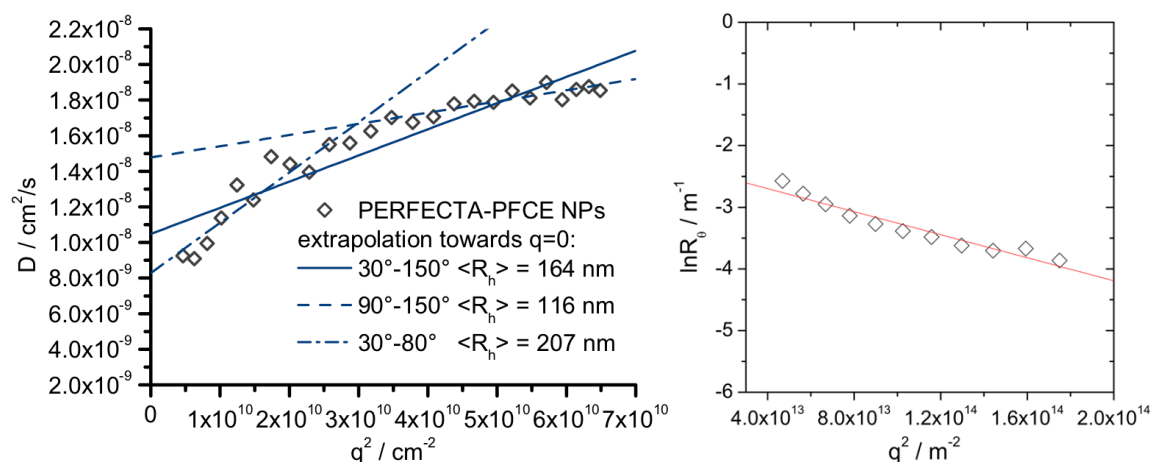 2.2x10⁻⁸
2.0x10⁻⁸
1.8x10⁻⁸
1.6x10⁻⁸
1.4x10⁻⁸
1.2x10⁻⁸
1.0x10⁻⁸
8.0x10⁻⁹
6.0x10⁻⁹
4.0x10⁻⁹
2.0x10⁻⁹
D / cm²/s
PERFECTA-PFCE NPs
extrapolation towards q=0:
30°-150° <R_h> = 164 nm
90°-150° <R_h> = 116 nm
30°-80° <R_h> = 207 nm
0 1x10¹⁰ 2x10¹⁰ 3x10¹⁰ 4x10¹⁰ 5x10¹⁰ 6x10¹⁰ 7x10¹⁰
q² / cm⁻²
0
-1
-2
-3
-4
-5
-6
lnR_θ / m⁻¹
4.0x10¹³ 8.0x10¹³ 1.2x10¹⁴ 1.6x10¹⁴ 2.0x10¹⁴
q² / m⁻²